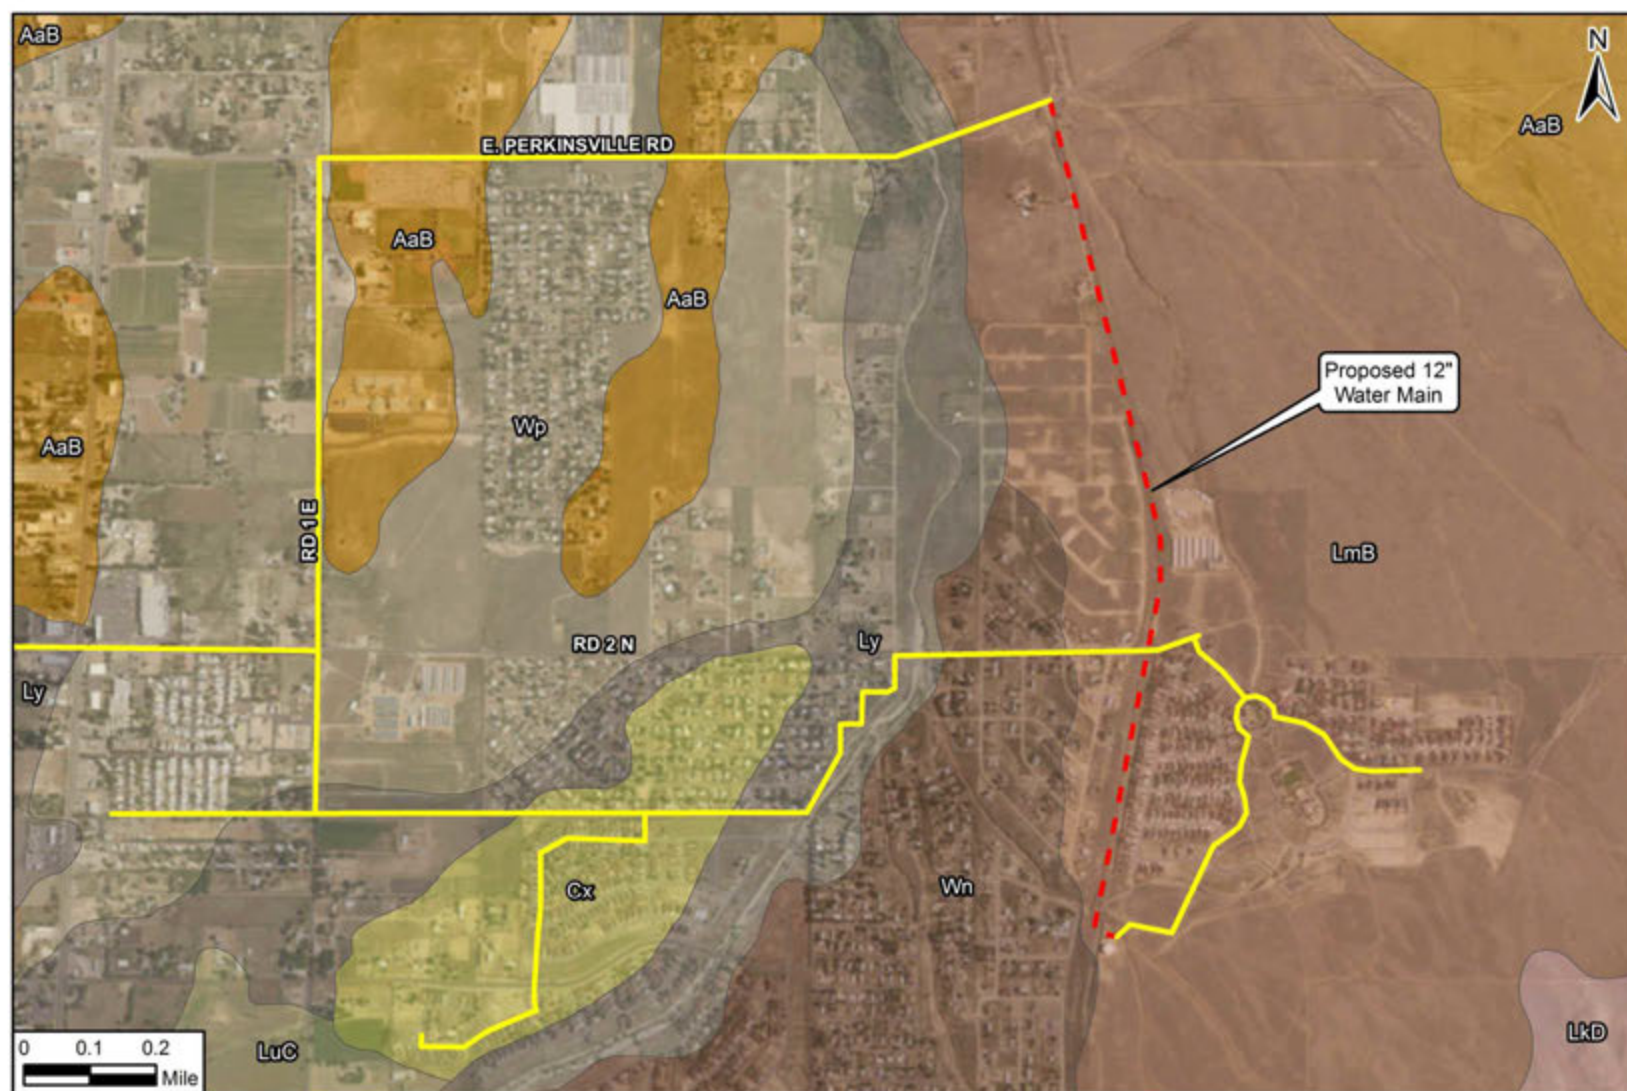 AaB
N
AaB
E. PERKINSVILLE RD
AaB
AaB
Proposed 12"
Water Main
Wp
AaB
RD 1 E
LmB
RD 2 N
Ly
Ly
Cx
Wn
LuC
LkD
0 0.1 0.2
Mile